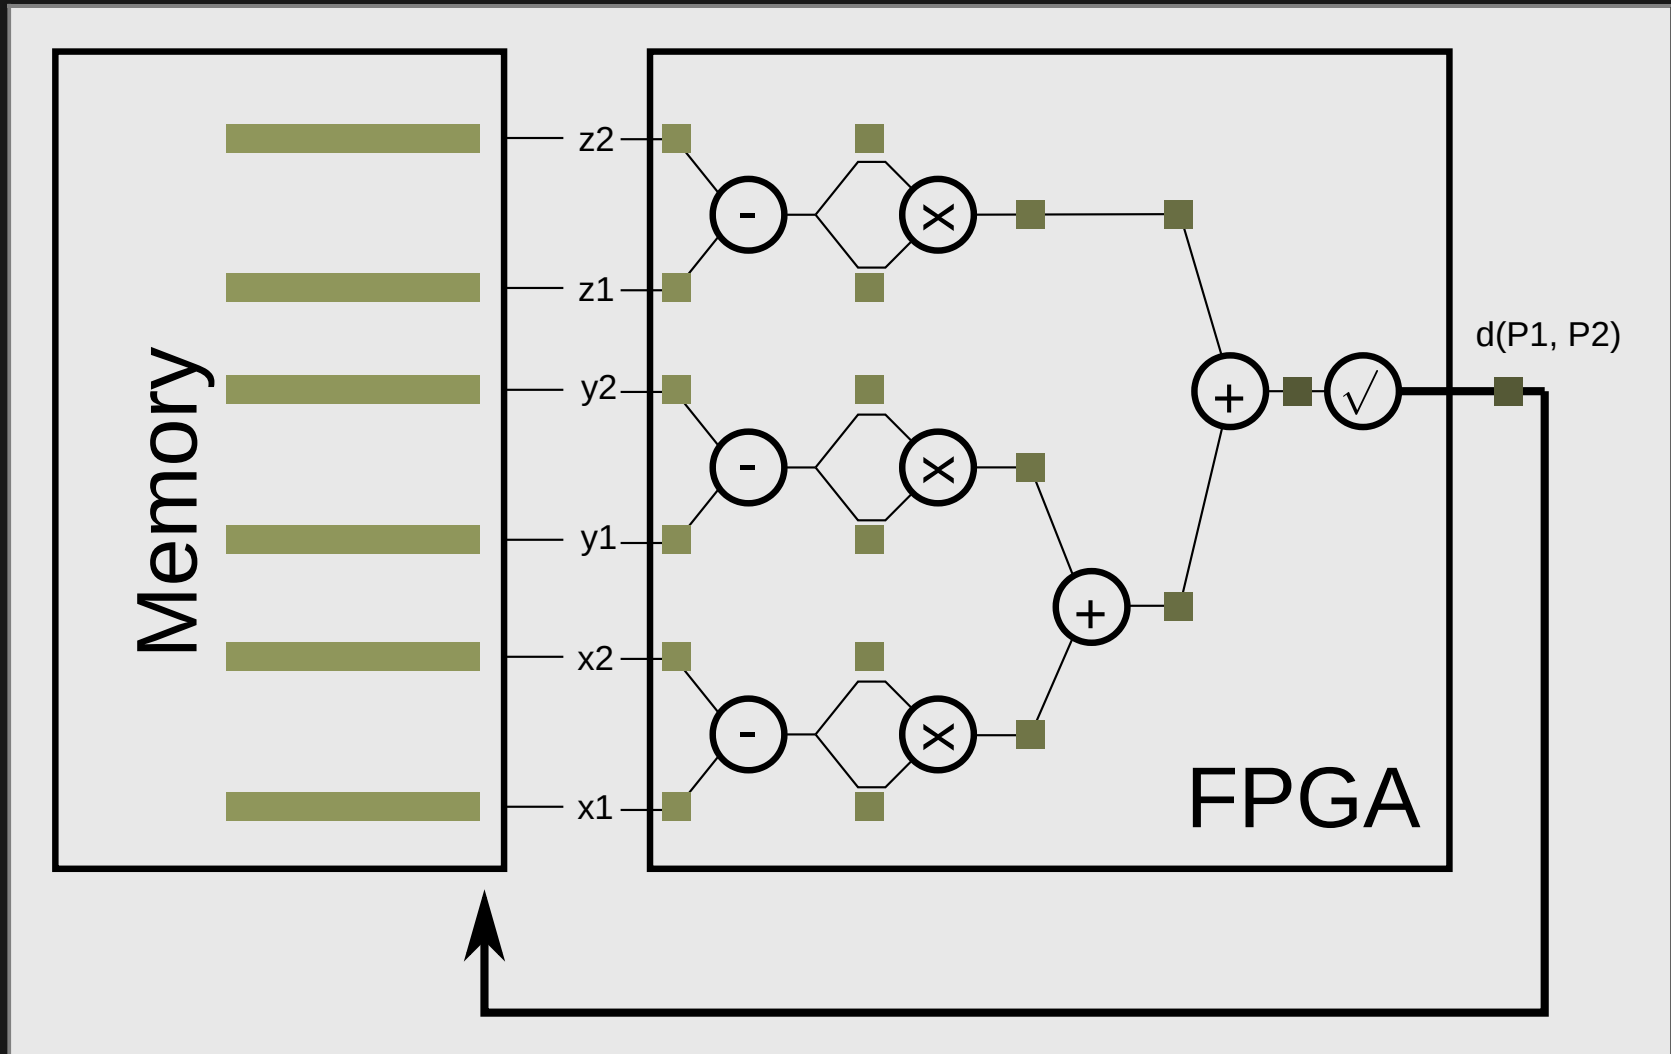 Memory
z2
z1
y2
y1
x2
x1
-
x
-
x
-
x
+
+
√
d(P1, P2)
FPGA